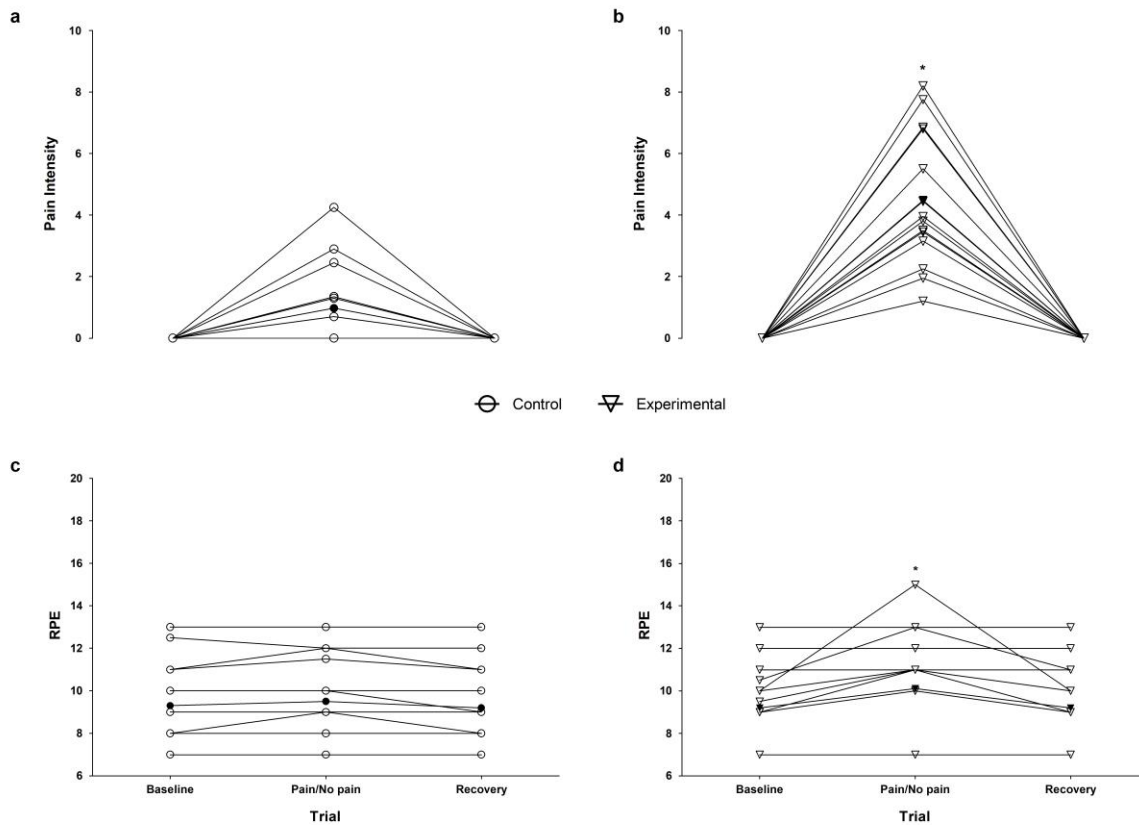 a
10
8
6
4
2
0
Pain Intensity
b
10
8
6
4
2
0
Pain Intensity
*
Control
Experimental
c
20
18
16
14
12
10
8
6
RPE
Baseline
Pain/No pain
Recovery
Trial
d
20
18
16
14
12
10
8
6
RPE
*
Baseline
Pain/No pain
Recovery
Trial